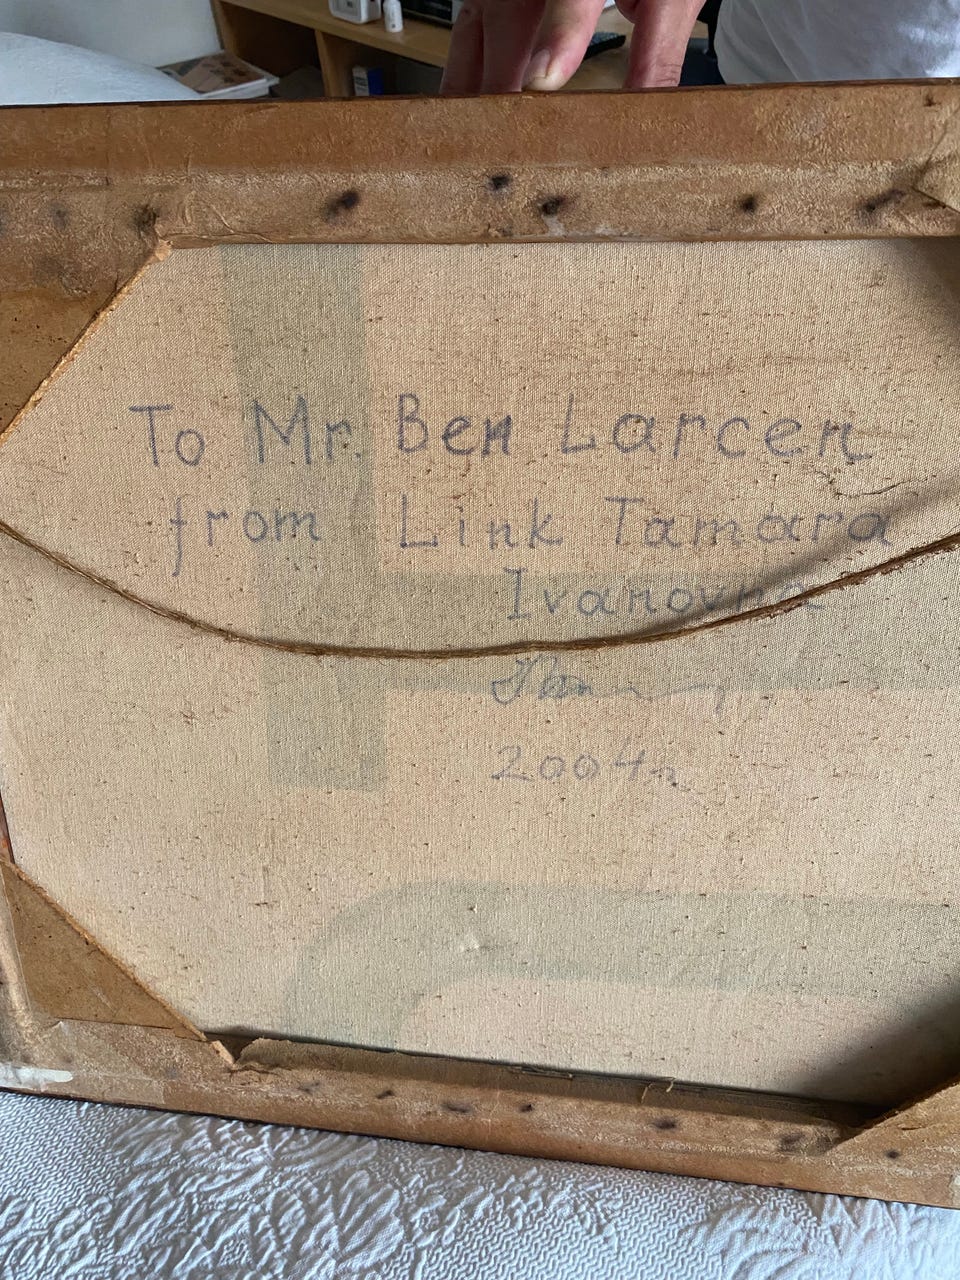 To Mr. Ben Larcen
from Link Tamara
Ivanovna
2004г.